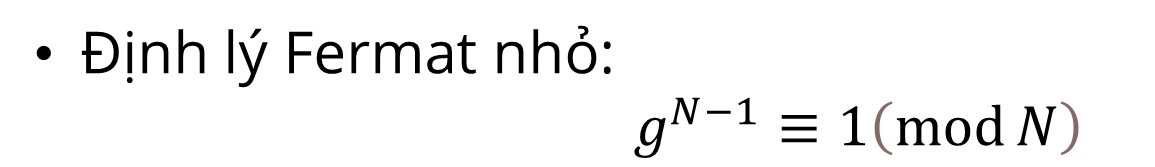 • Định lý Fermat nhỏ:
g^{N−1} ≡ 1(mod N)